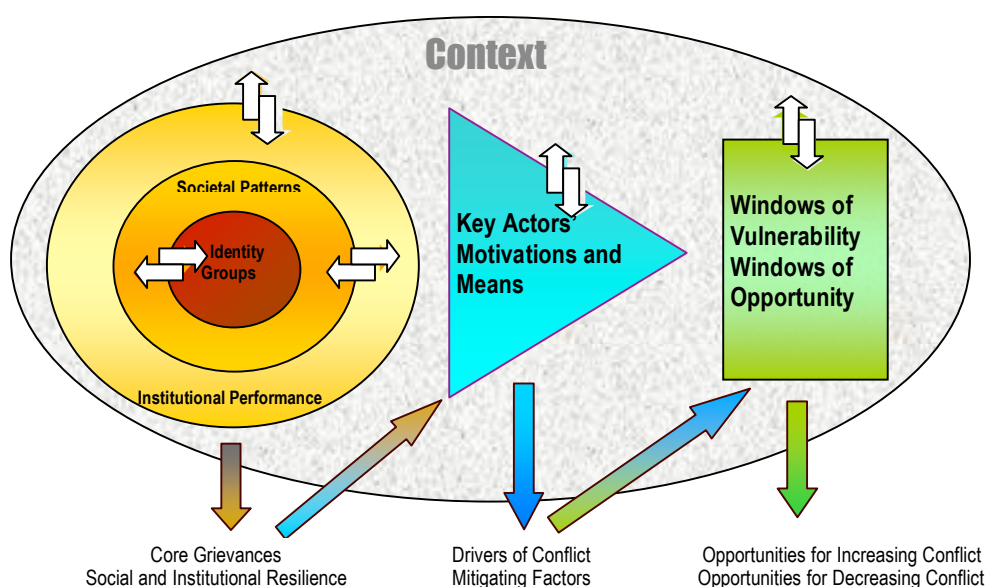 Context
Societal Patterns
Identity
Groups
Institutional Performance
Key Actors’
Motivations and
Means
Windows of
Vulnerability
Windows of
Opportunity
Core Grievances
Social and Institutional Resilience
Drivers of Conflict
Mitigating Factors
Opportunities for Increasing Conflict
Opportunities for Decreasing Conflict